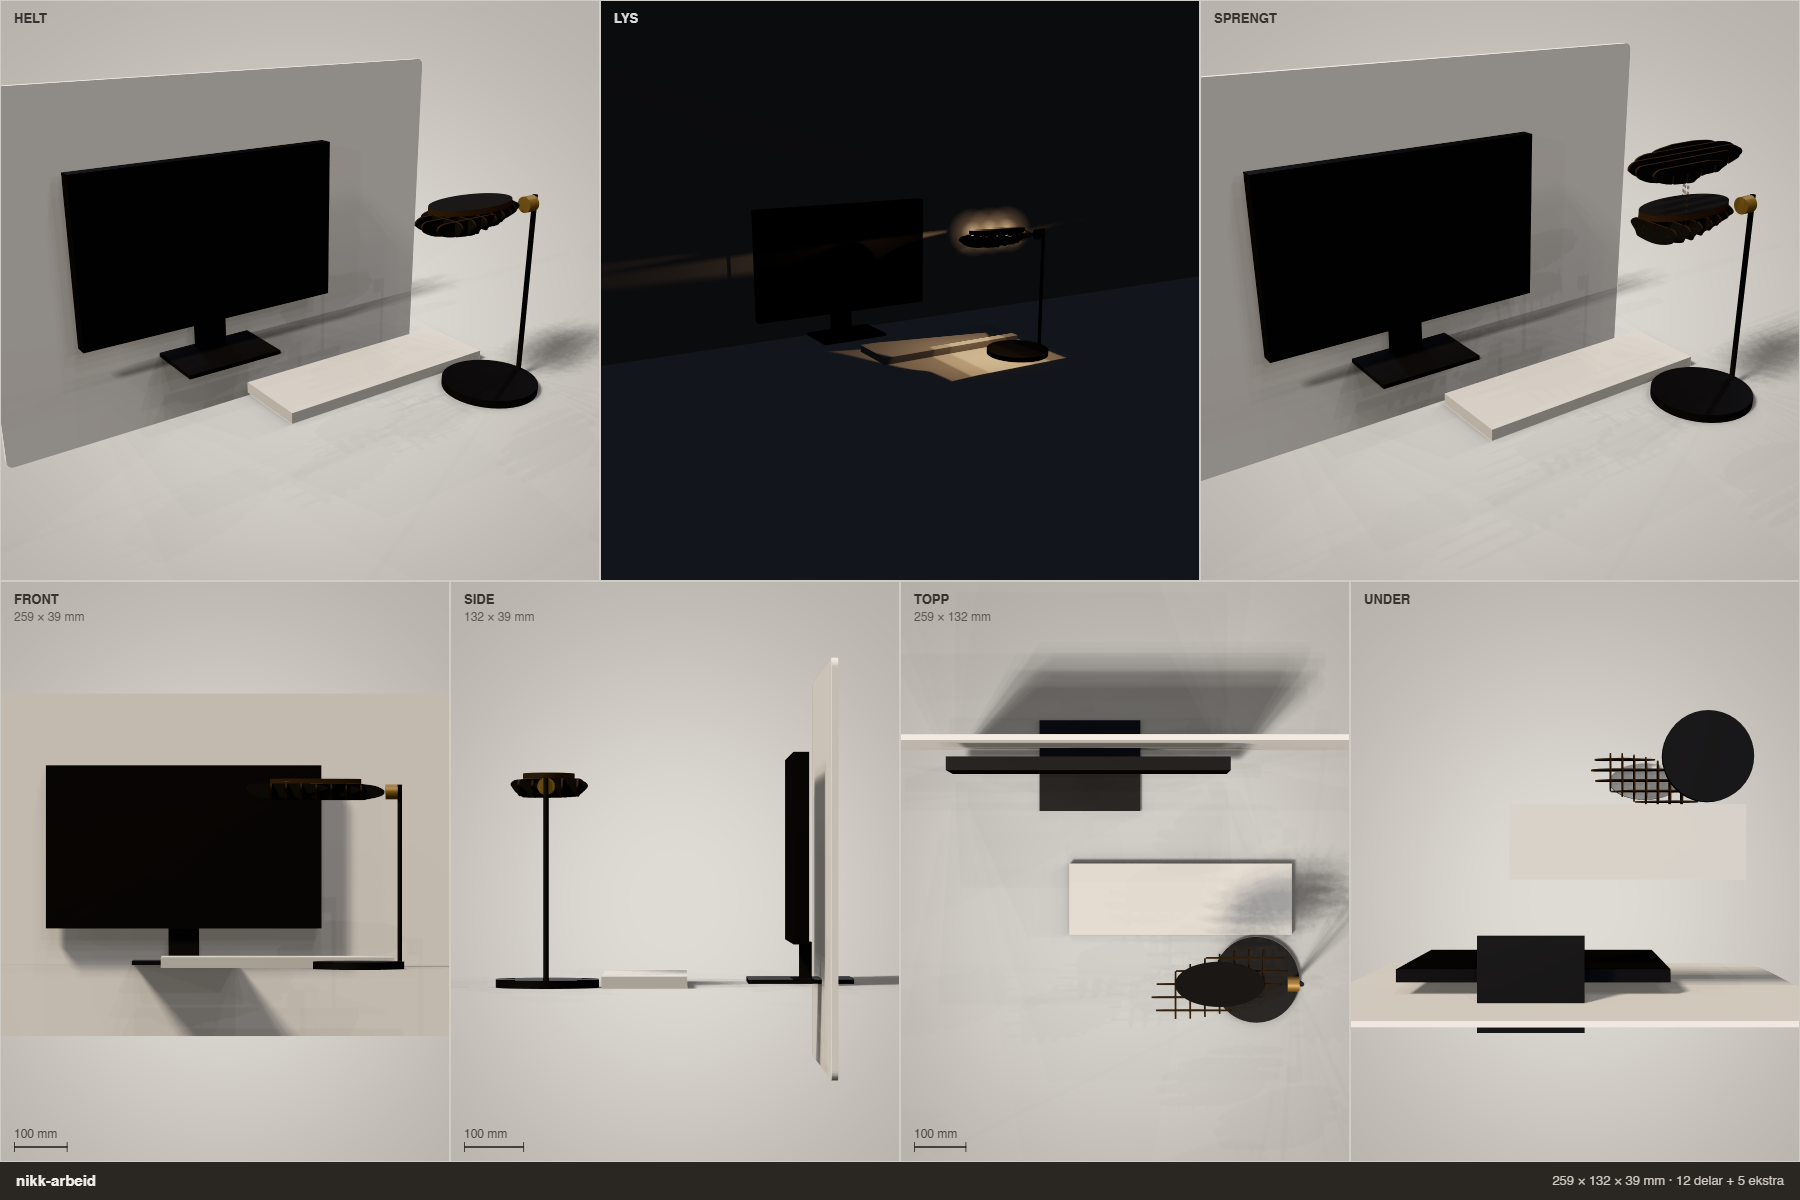 HELT
LYS
SPRENGT
FRONT
259 × 39 mm
SIDE
132 × 39 mm
TOPP
259 × 132 mm
UNDER
100 mm
100 mm
100 mm
nikk-arbeid
259 × 132 × 39 mm · 12 delar + 5 ekstra